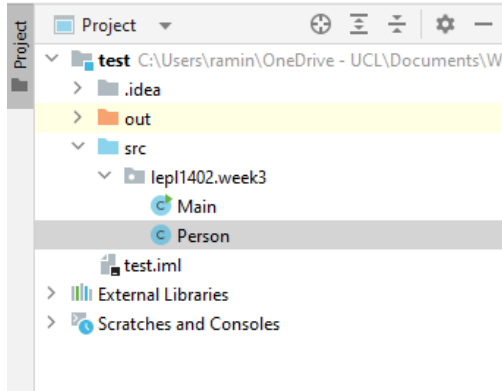 Project
Project
test C:\Users\ramin\OneDrive - UCL\Documents\W
.idea
out
src
lepl1402.week3
C Main
C Person
test.iml
External Libraries
Scratches and Consoles